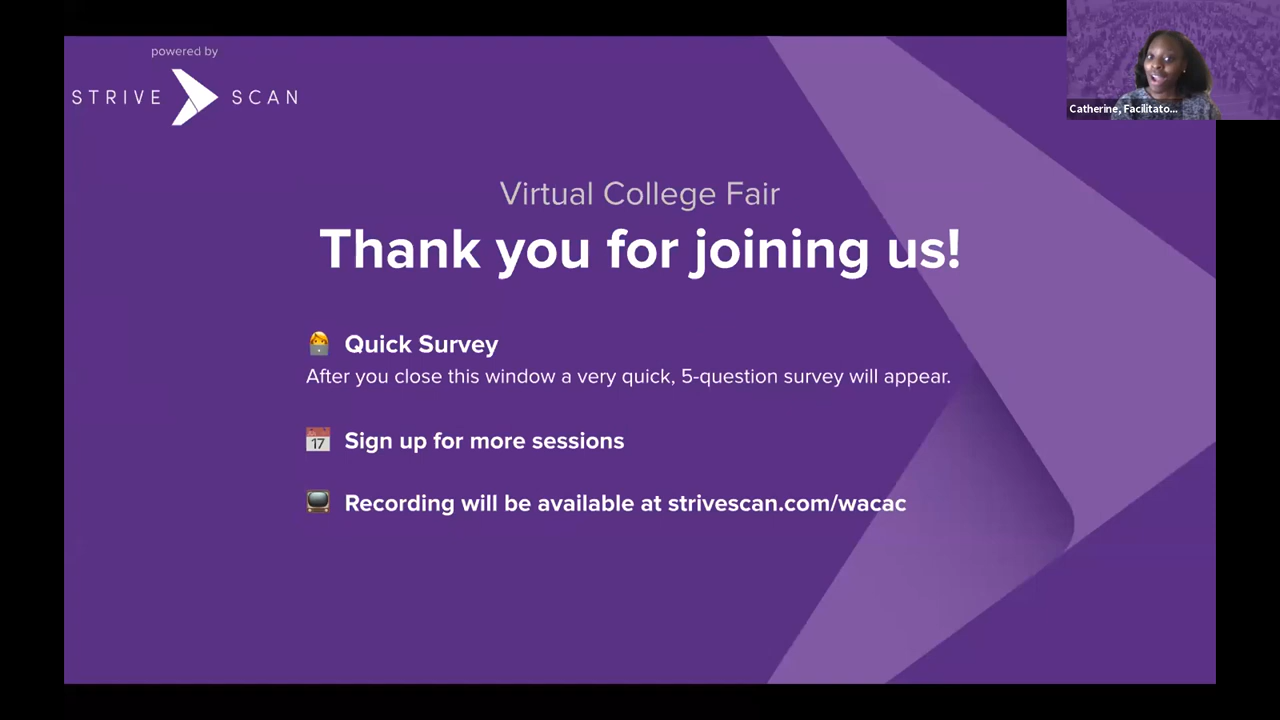 powered by
STRIVE SCAN
Catherine, Facilitato...
Virtual College Fair
Thank you for joining us!
Quick Survey
After you close this window a very quick, 5-question survey will appear.
17
Sign up for more sessions
Recording will be available at strivescan.com/wacac